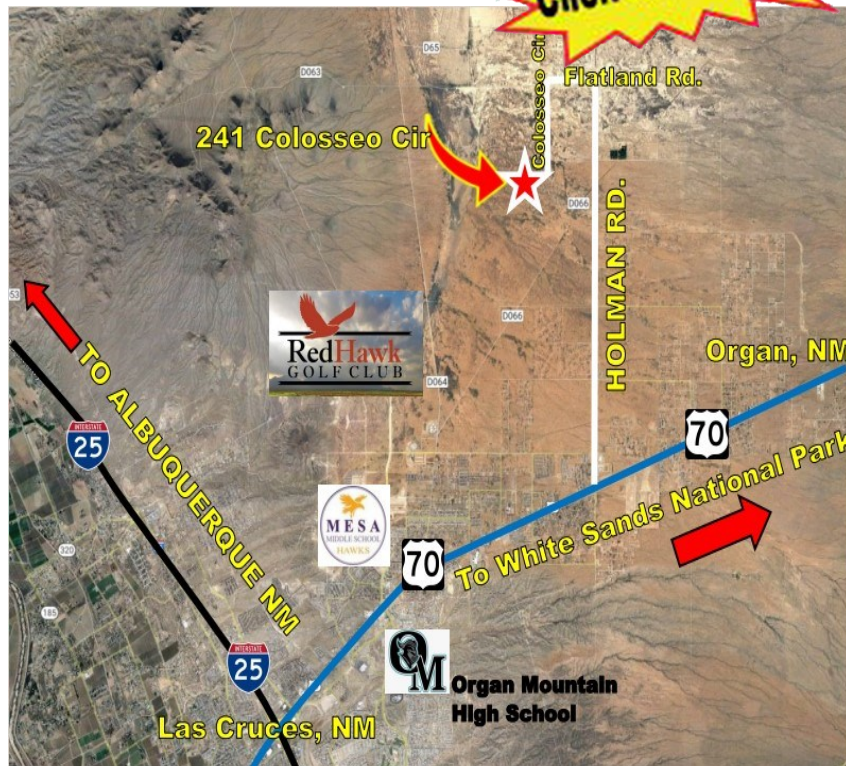 Colosseo Cir
D65
D063
Flatland Rd.
241 Colosseo Cir
D066
HOLMAN RD.
RedHawk
GOLF CLUB
D066
Organ, NM
D064
TO ALBUQUERQUE NM
INTERSTATE
25
70
To White Sands National Park
MESA
MIDDLE SCHOOL
HAWKS
70
320
185
INTERSTATE
25
OM
Organ Mountain
High School
Las Cruces, NM